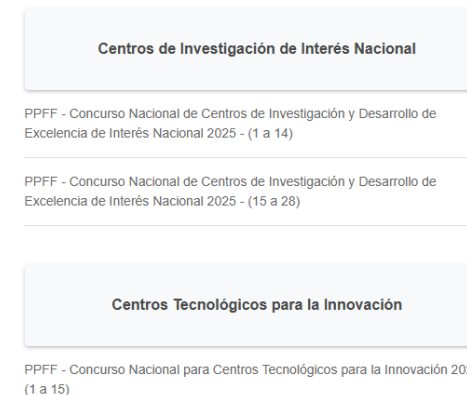 Centros de Investigación de Interés Nacional
PPFF - Concurso Nacional de Centros de Investigación y Desarrollo de
Excelencia de Interés Nacional 2025 - (1 a 14)
PPFF - Concurso Nacional de Centros de Investigación y Desarrollo de
Excelencia de Interés Nacional 2025 - (15 a 28)
Centros Tecnológicos para la Innovación
PPFF - Concurso Nacional para Centros Tecnológicos para la Innovación
(1 a 15)